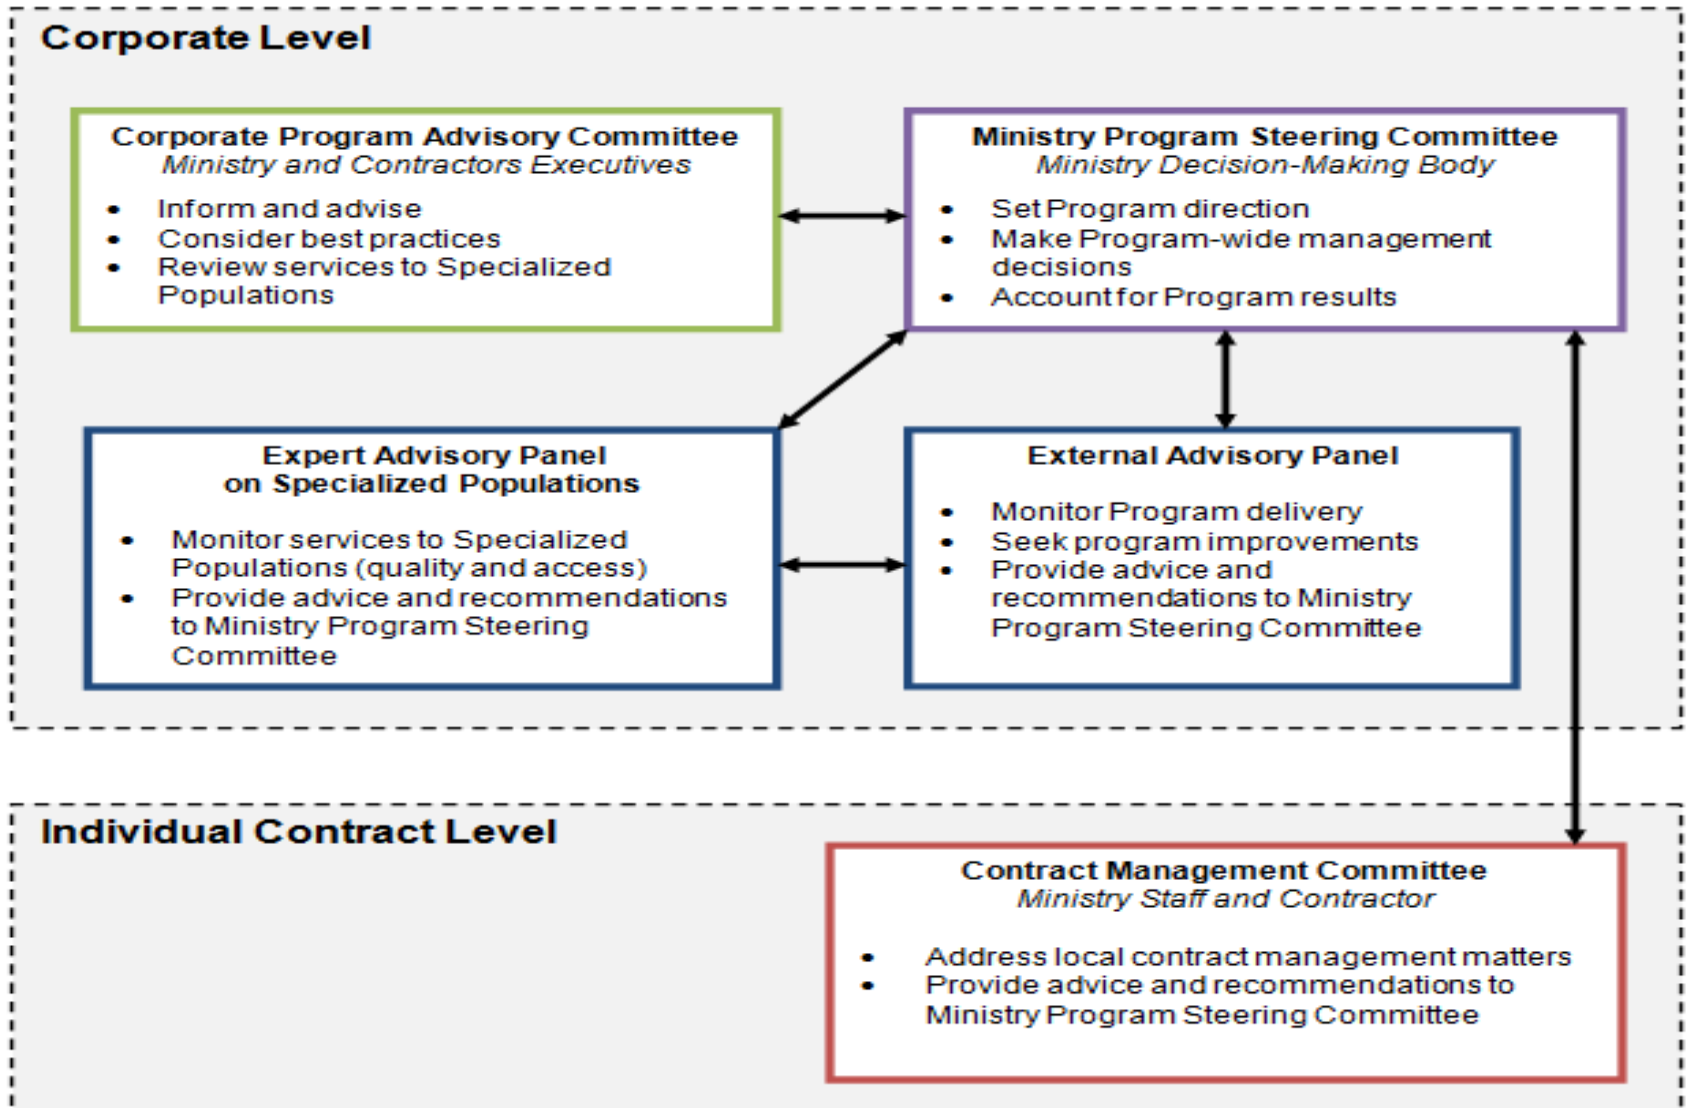 Corporate Level
Corporate Program Advisory Committee
Ministry and Contractors Executives
• Inform and advise
• Consider best practices
• Review services to Specialized
Populations
Ministry Program Steering Committee
Ministry Decision-Making Body
• Set Program direction
• Make Program-wide management
decisions
• Account for Program results
Expert Advisory Panel
on Specialized Populations
• Monitor services to Specialized
Populations (quality and access)
• Provide advice and recommendations
to Ministry Program Steering
Committee
External Advisory Panel
• Monitor Program delivery
• Seek program improvements
• Provide advice and
recommendations to Ministry
Program Steering Committee
Individual Contract Level
Contract Management Committee
Ministry Staff and Contractor
• Address local contract management matters
• Provide advice and recommendations to
Ministry Program Steering Committee